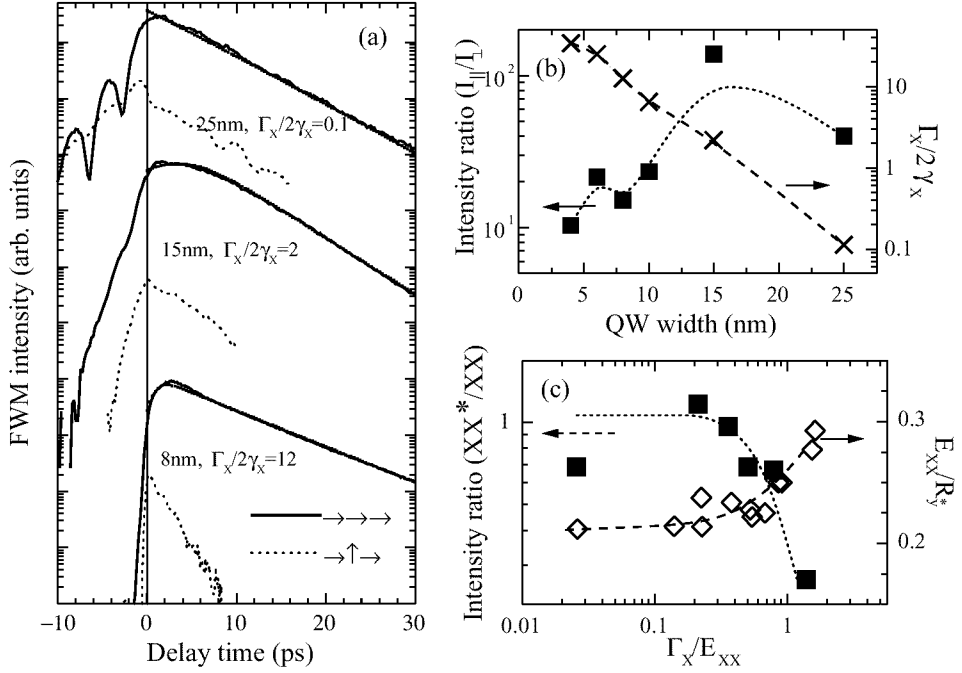 (a)
FWM intensity (arb. units)
25nm, ΓX/2γX=0.1
15nm, ΓX/2γX=2
8nm, ΓX/2γX=12
→→→
→↑→
−10 0 10 20 30
Delay time (ps)
(b)
Intensity ratio (I||/I⊥)
10²
10¹
10
1
0.1
ΓX/2γX
0 5 10 15 20 25
QW width (nm)
(c)
Intensity ratio (XX*/XX)
1
0.3
0.2
EXX/R*y
0.01 0.1 1
ΓX/EXX